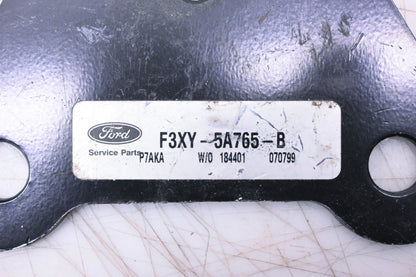 Ford
F3XY-5A765-B
Service Parts
P7AKA W/O 184401 070799